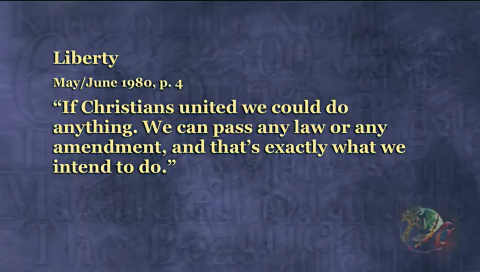 Liberty
May/June 1980, p. 4
“If Christians united we could do
anything. We can pass any law or any
amendment, and that’s exactly what we
intend to do.”